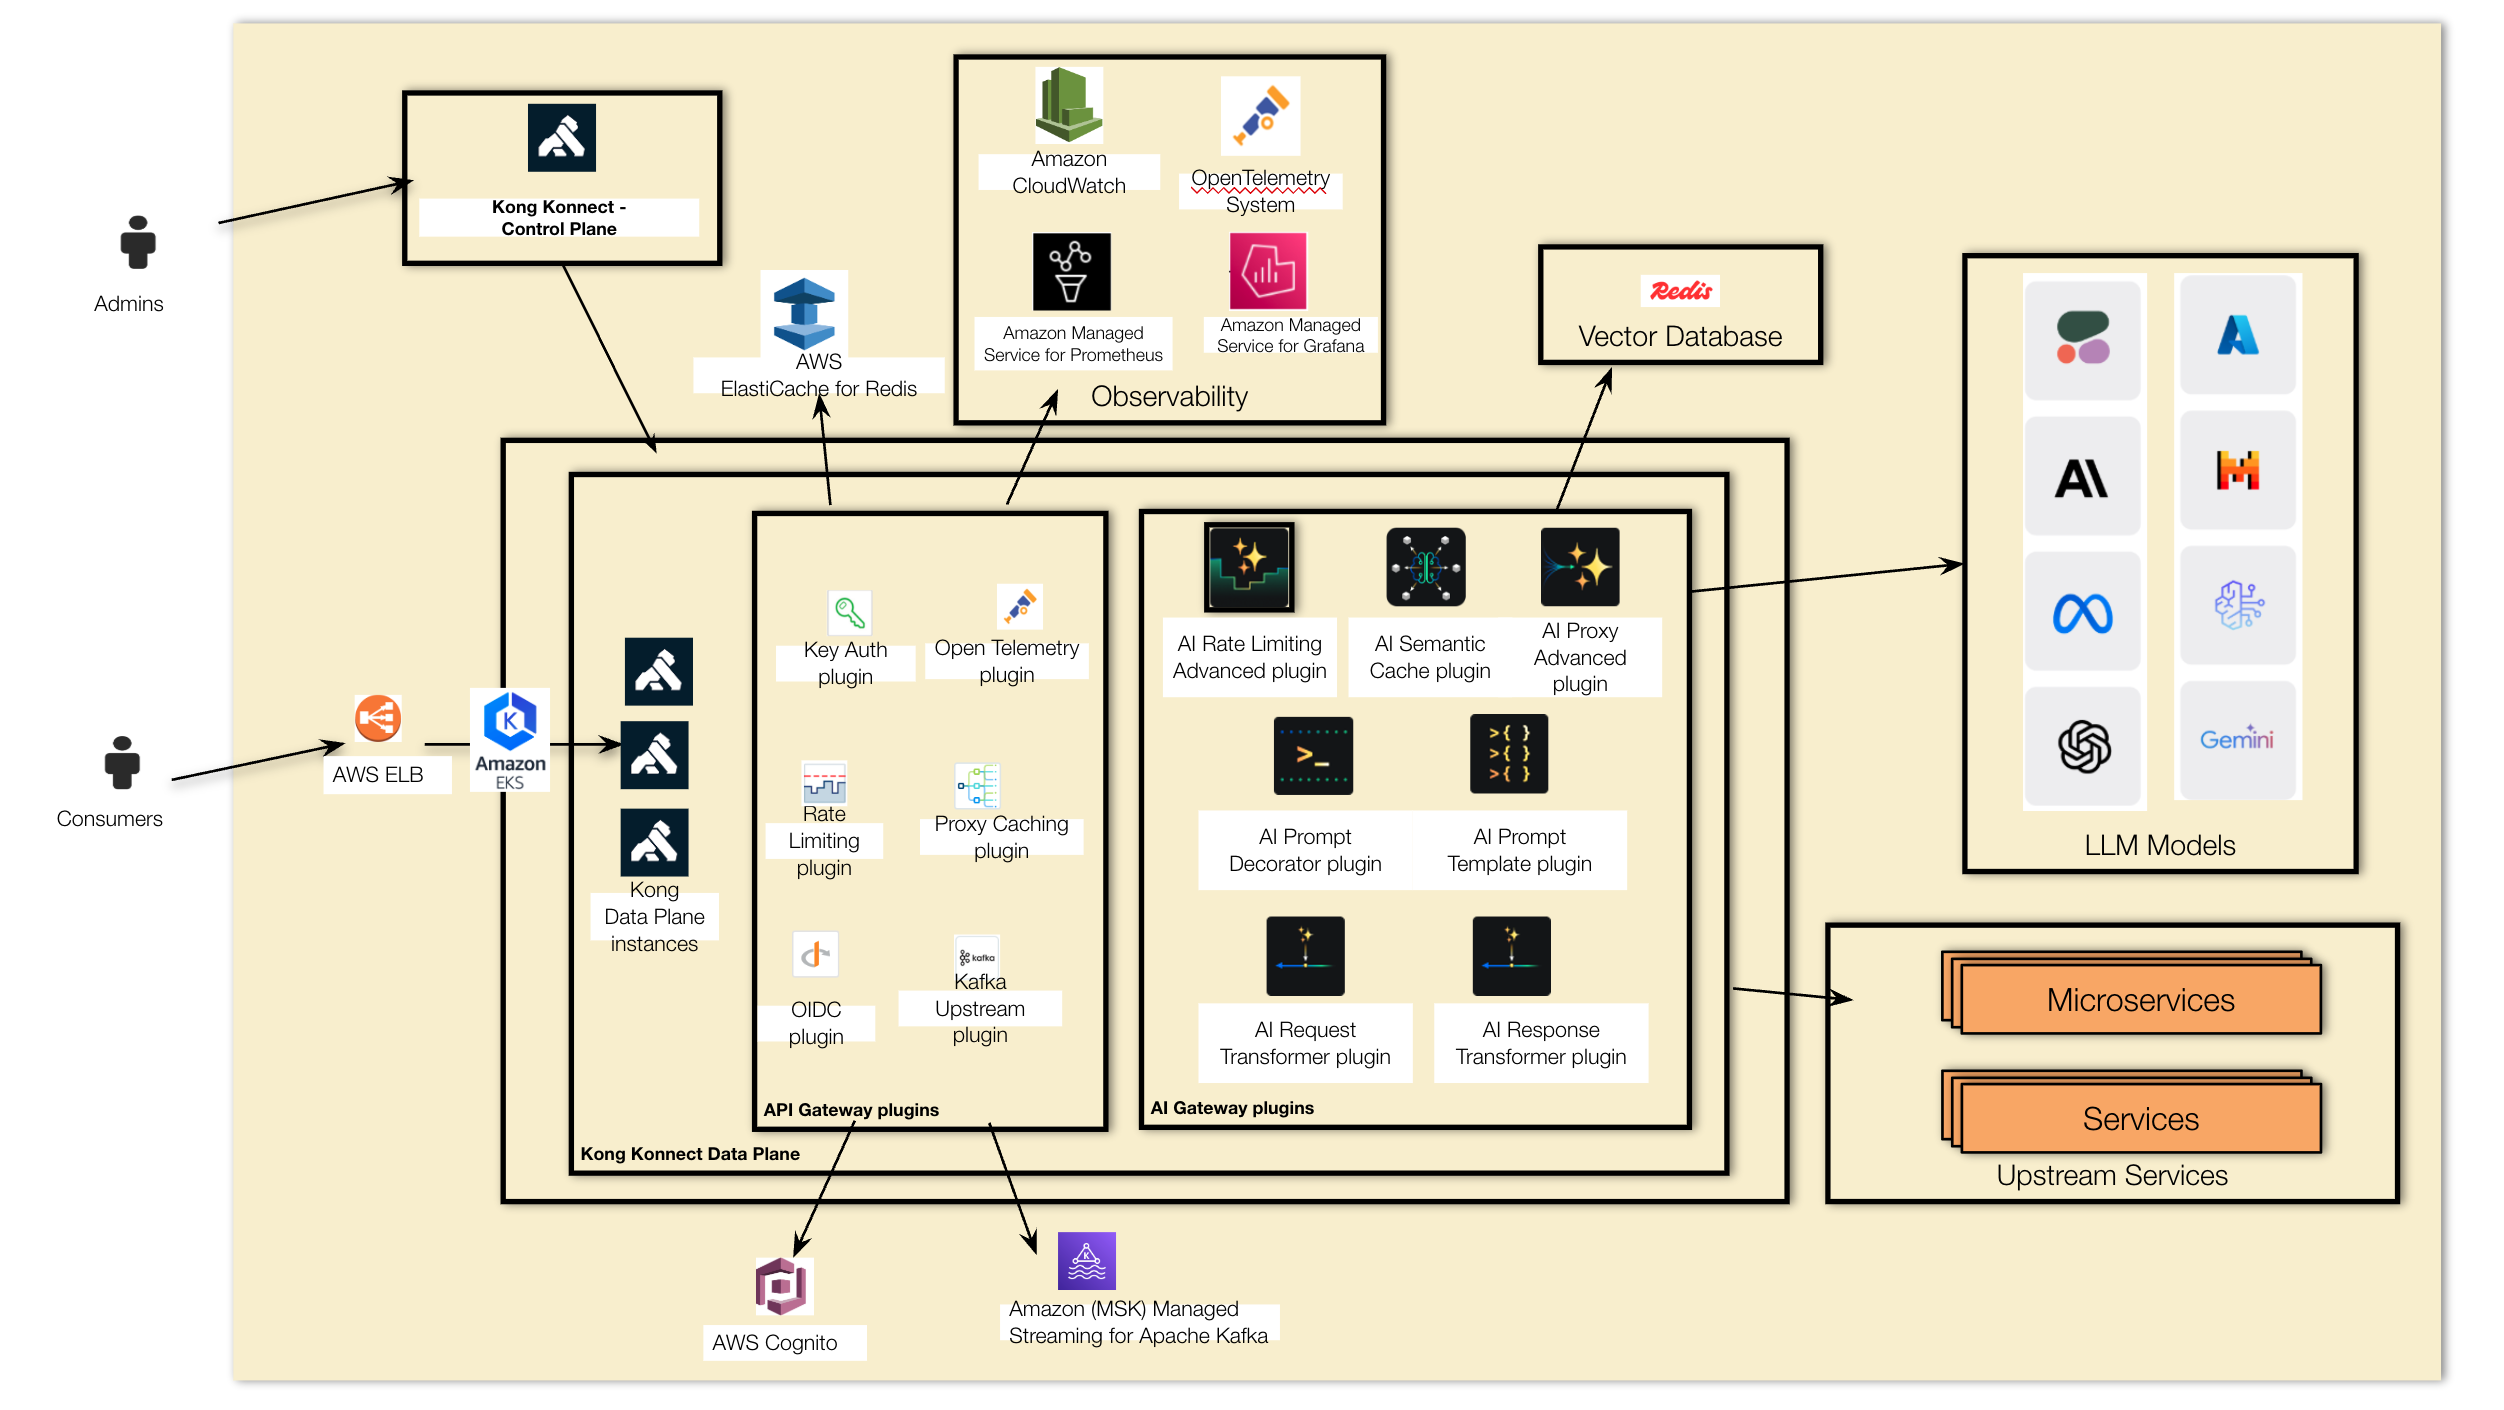 Admins
Consumers
Kong Konnect -
Control Plane
AWS
ElastiCache for Redis
Amazon
CloudWatch
OpenTelemetry
System
Amazon Managed
Service for Prometheus
Amazon Managed
Service for Grafana
Observability
Redis
Vector Database
AWS ELB
K
Amazon
EKS
Kong
Data Plane
instances
Key Auth
plugin
Open Telemetry
plugin
Rate
Limiting
plugin
Proxy Caching
plugin
OIDC
plugin
kafka
Kafka
Upstream
plugin
API Gateway plugins
AI Rate Limiting
Advanced plugin
AI Semantic
Cache plugin
AI Proxy
Advanced
plugin
>_
>{ }
>{ }
>{ }
AI Prompt
Decorator plugin
AI Prompt
Template plugin
AI Request
Transformer plugin
AI Response
Transformer plugin
AI Gateway plugins
Kong Konnect Data Plane
AWS Cognito
K
Amazon (MSK) Managed
Streaming for Apache Kafka
A\
Gemini
LLM Models
Microservices
Services
Upstream Services